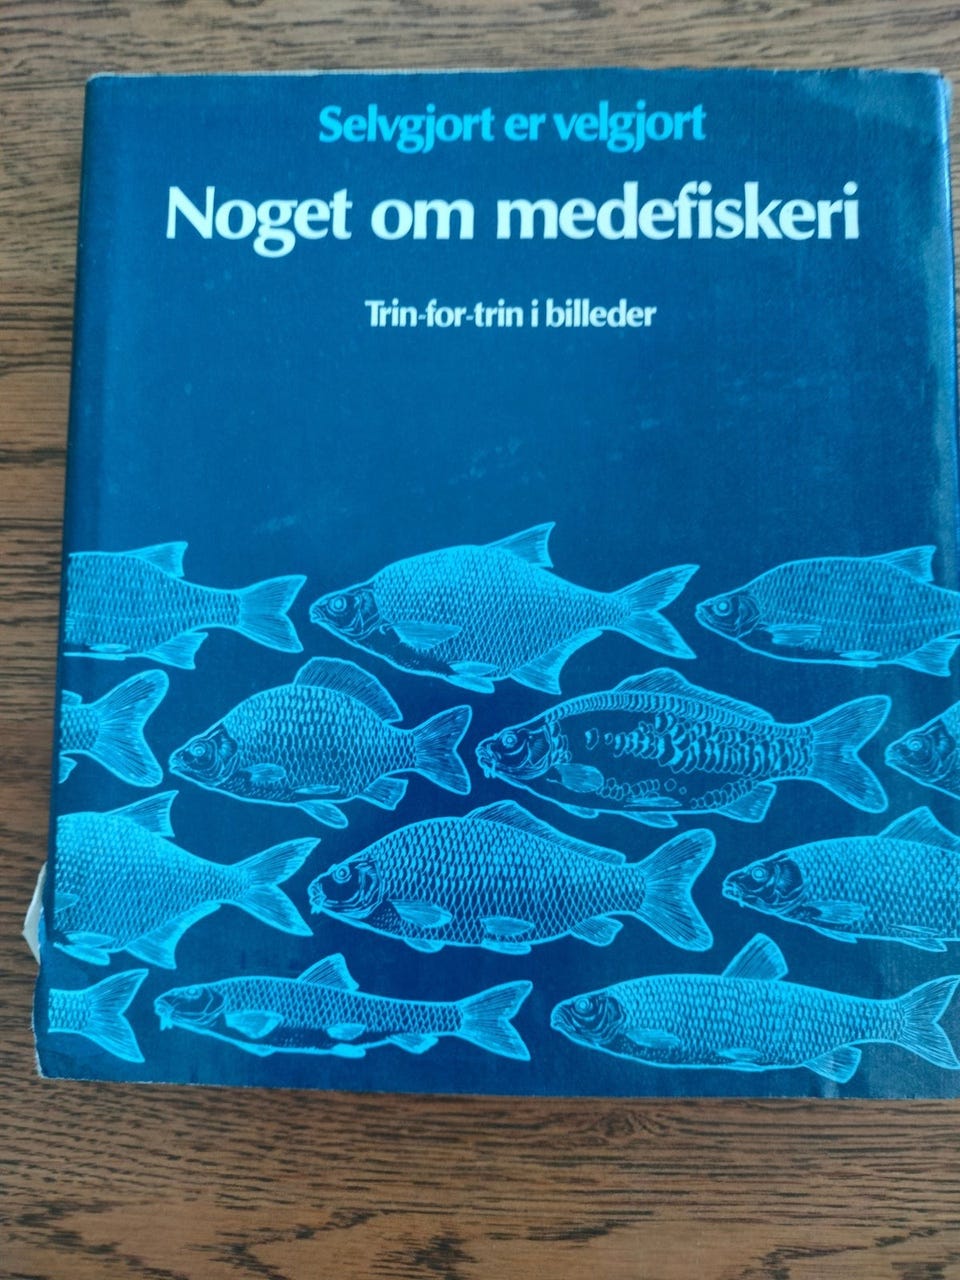 Selvgjort er velgjort
Noget om medefiskeri
Trin-for-trin i billeder